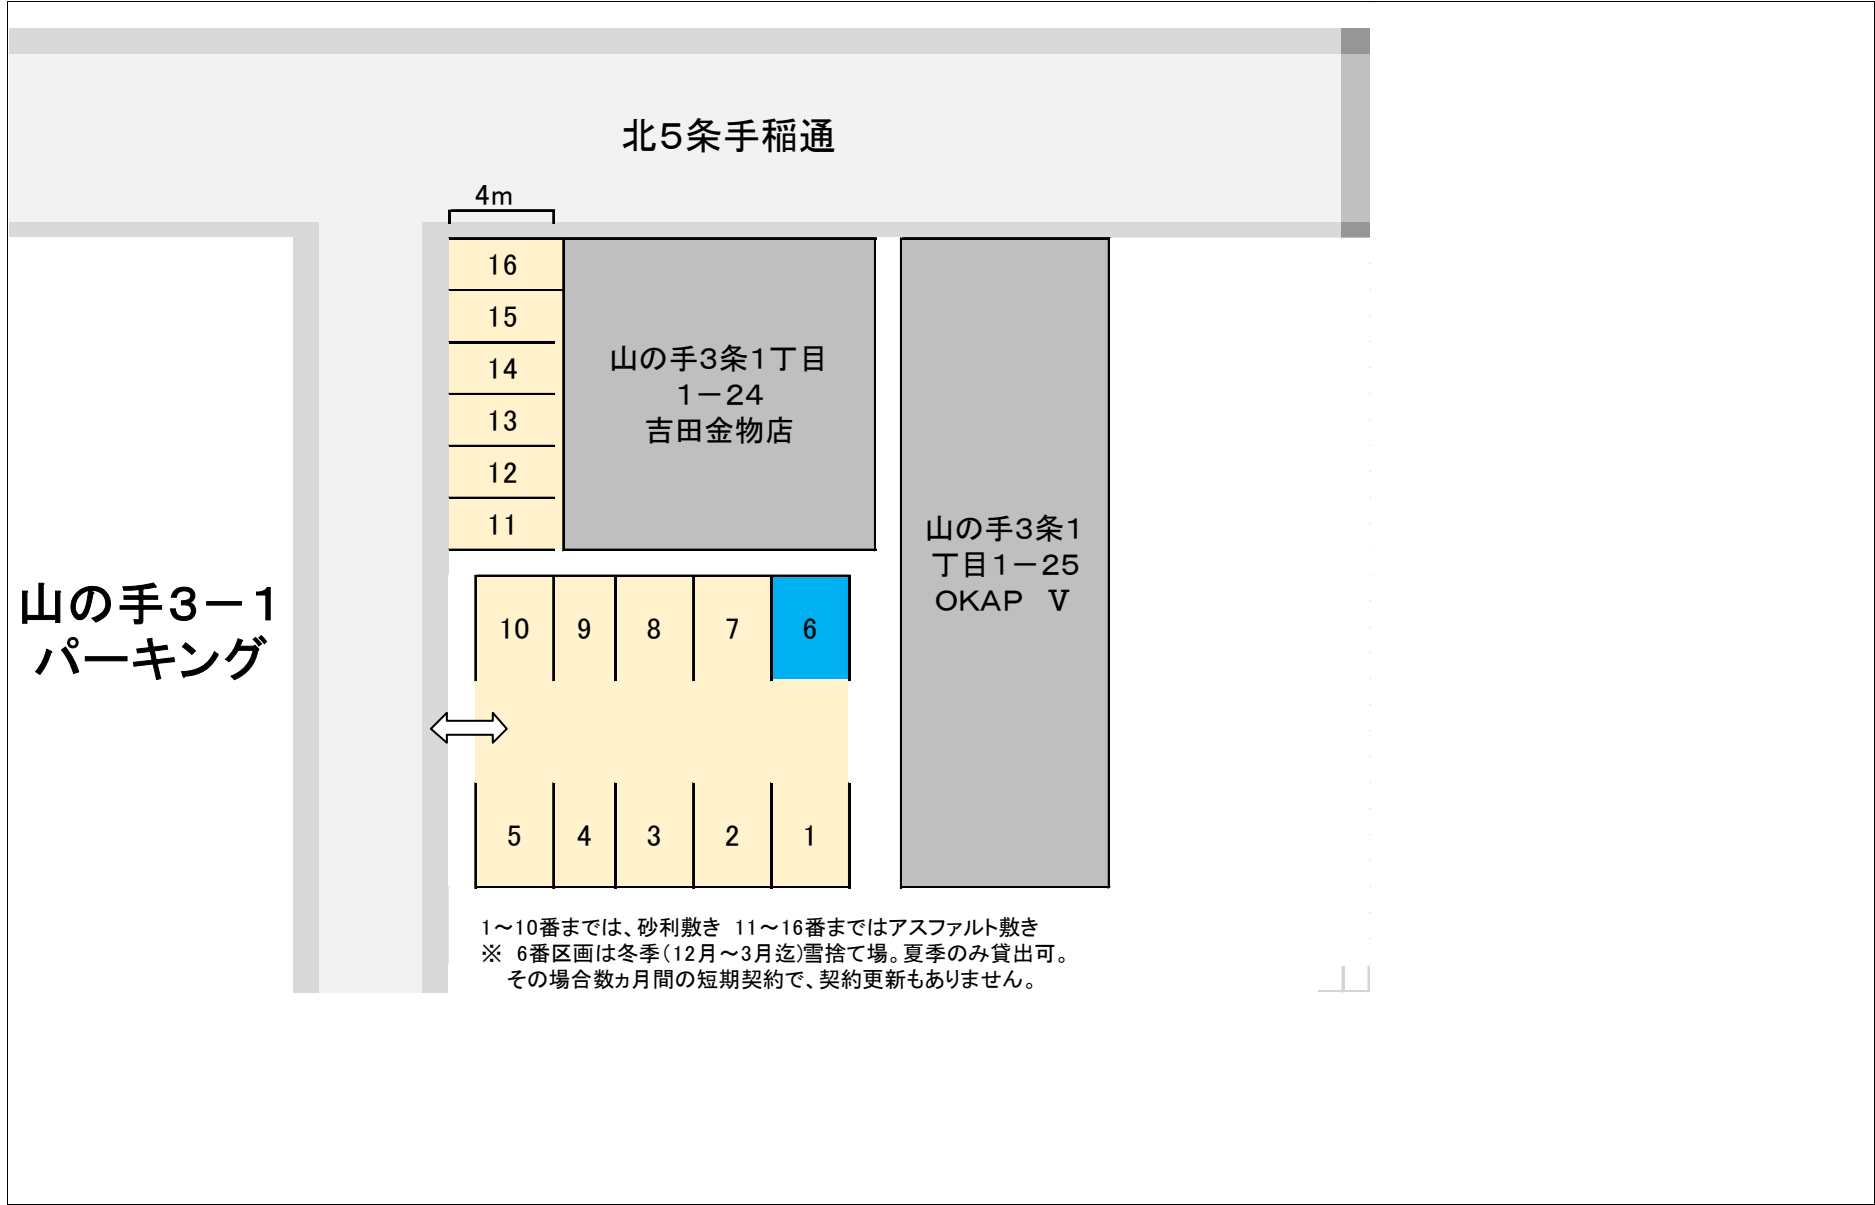 北５条手稲通
4m
16
15
14
13
12
11
山の手３条１丁目
１－２４
吉田金物店
山の手３条１
丁目１－２５
ＯＫＡＰ　Ⅴ
山の手３－１
パーキング
10 9 8 7 6
5 4 3 2 1
1～10番までは、砂利敷き 11～16番まではアスファルト敷き
※ 6番区画は冬季（12月～3月迄)雪捨て場。夏季のみ貸出可。
その場合数ヵ月間の短期契約で、契約更新もありません。